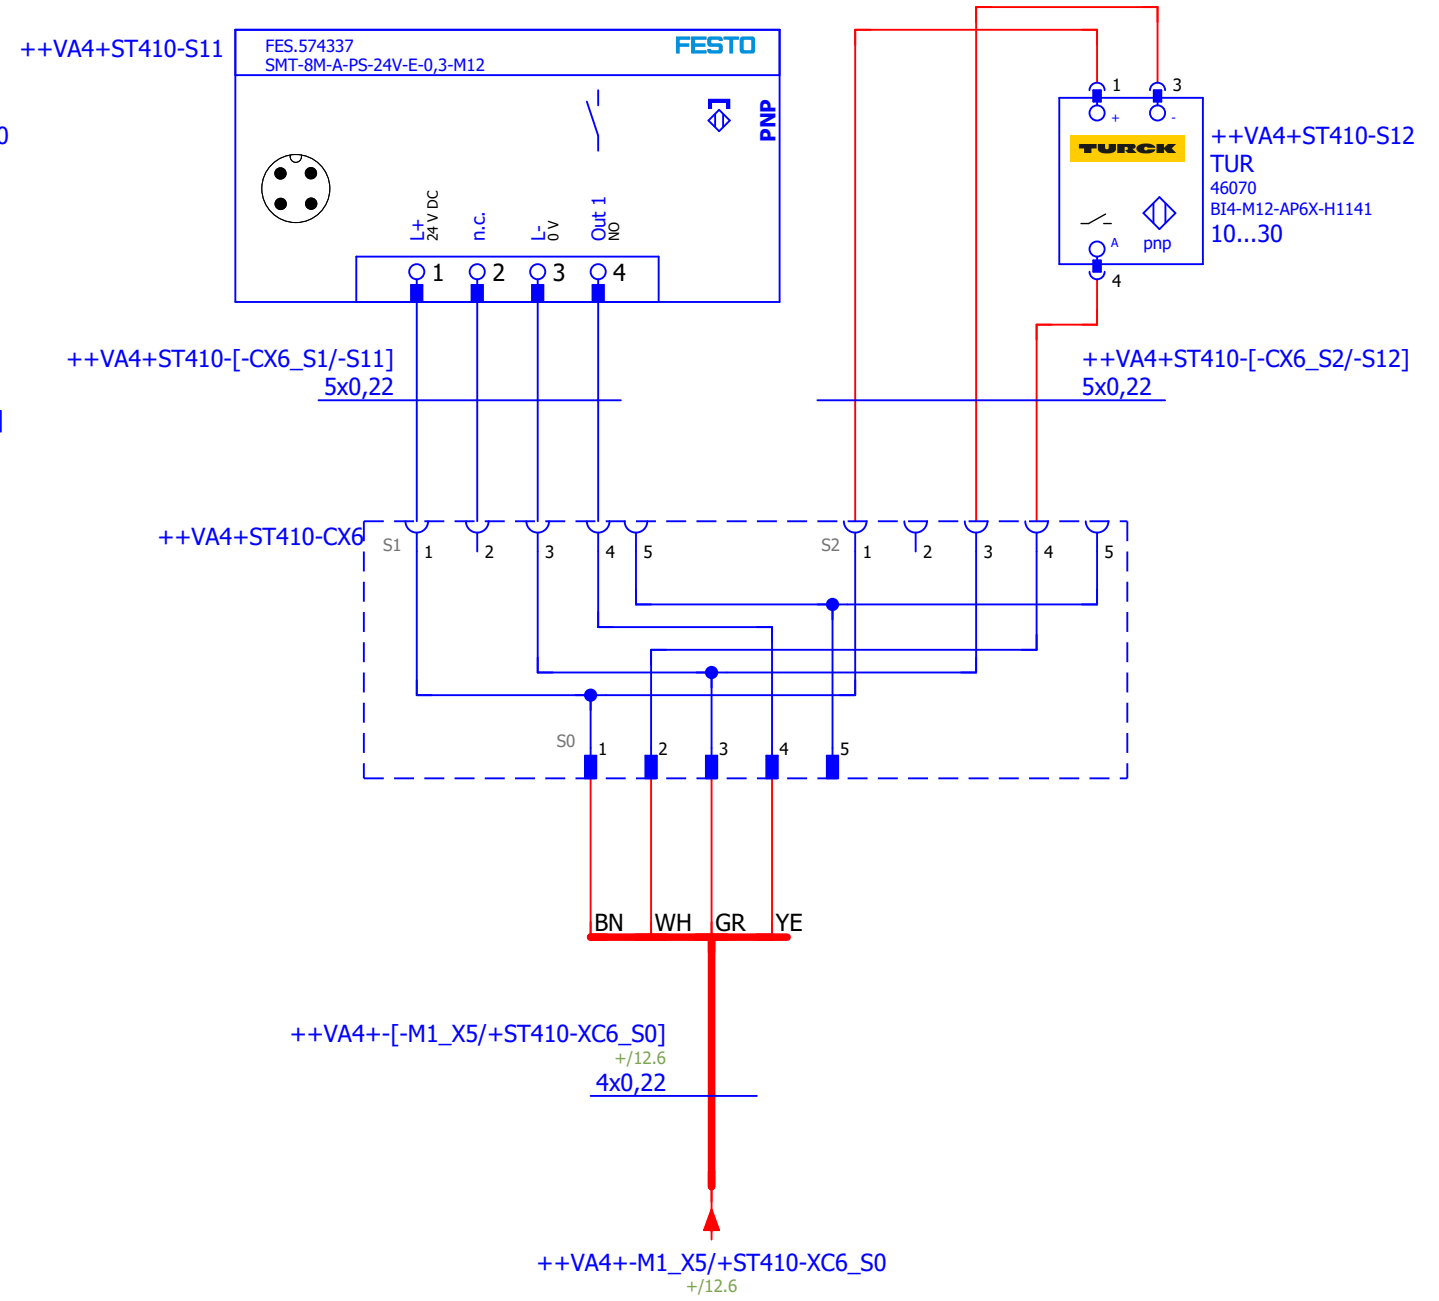 ++VA4+ST410-S11
FES.574337
SMT-8M-A-PS-24V-E-0,3-M12
FESTO
PNP
L+
24 V DC
n.c.
L-
0 V
Out 1
NO
1 2 3 4
0
1 3
+ -
TURCK
A
pnp
4
++VA4+ST410-S12
TUR
46070
BI4-M12-AP6X-H1141
10...30
++VA4+ST410-[-CX6_S1/-S11]
5x0,22
++VA4+ST410-[-CX6_S2/-S12]
5x0,22
]
++VA4+ST410-CX6
S1 1 2 3 4 5
S2 1 2 3 4 5
S0 1 2 3 4 5
BN WH GR YE
++VA4+-[-M1_X5/+ST410-XC6_S0]
+/12.6
4x0,22
++VA4+-M1_X5/+ST410-XC6_S0
+/12.6